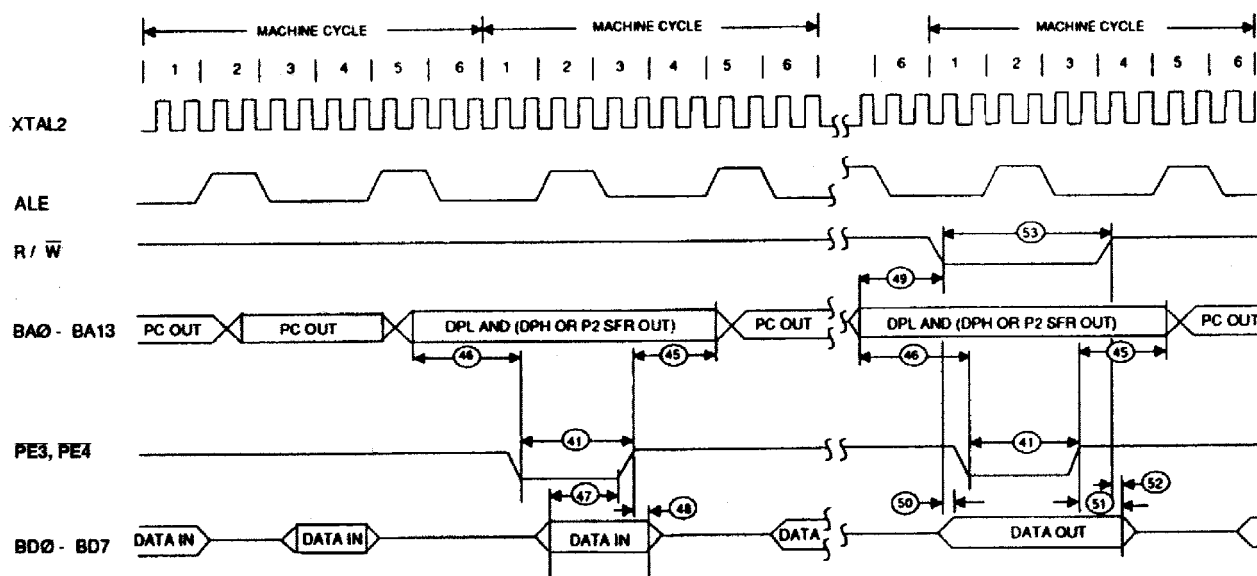 MACHINE CYCLE MACHINE CYCLE MACHINE CYCLE
1 2 3 4 5 6 1 2 3 4 5 6 6 1 2 3 4 5 6
XTAL2
ALE
R / W
53
49
BAØ - BA13 PC OUT PC OUT DPL AND (DPH OR P2 SFR OUT) PC OUT DPL AND (DPH OR P2 SFR OUT) PC OUT
46 45 46 45
PE3, PE4 41 41
47 52
48 50 51
BDØ - BD7 DATA IN DATA IN DATA IN DATA DATA OUT